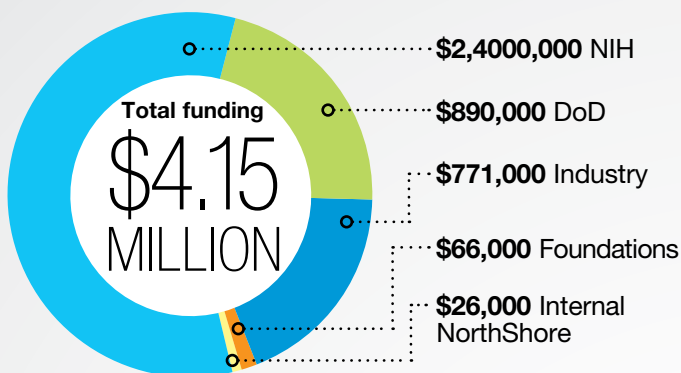 Total funding
$4.15
MILLION
$2,4000,000 NIH
$890,000 DoD
$771,000 Industry
$66,000 Foundations
$26,000 Internal
NorthShore